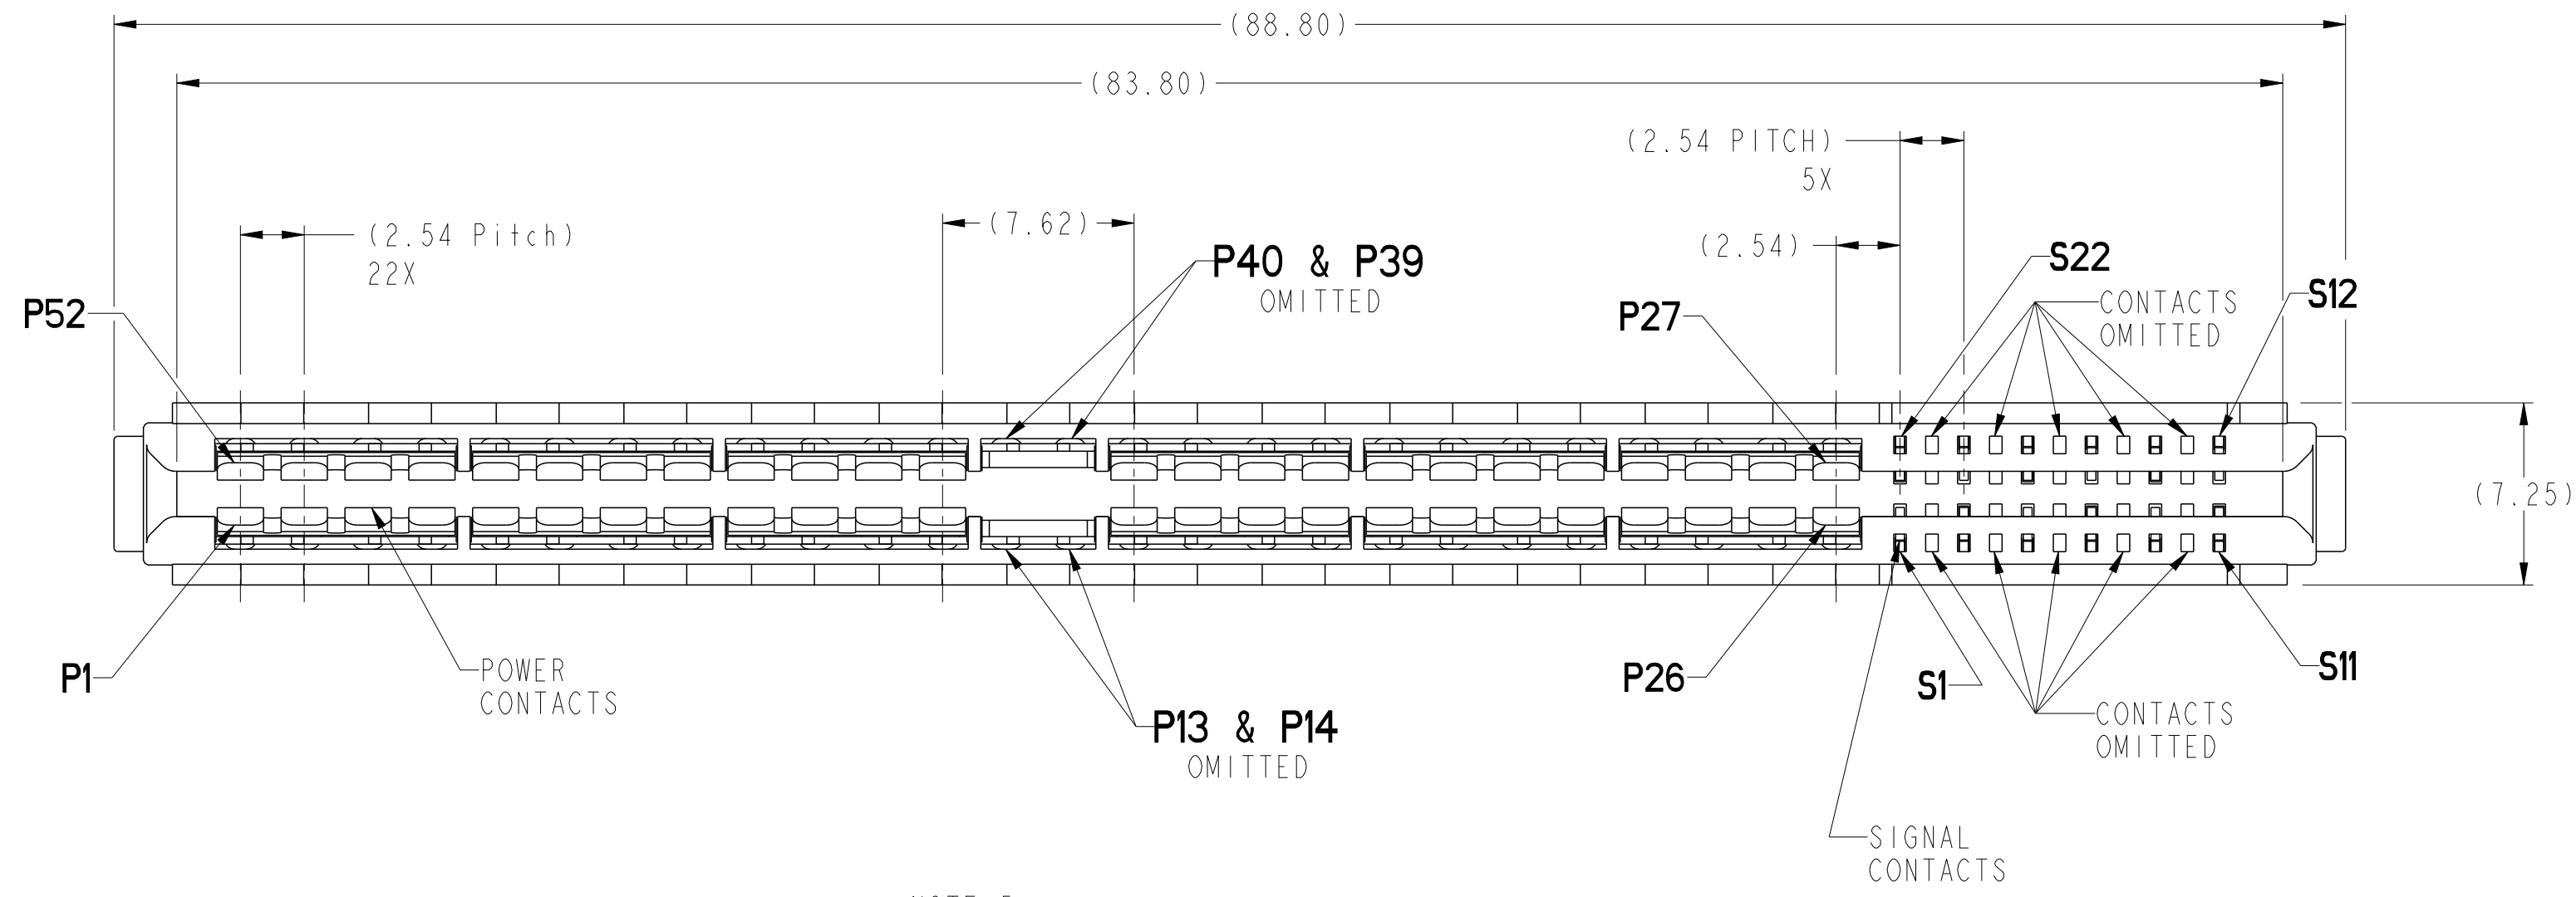 (88.80)
(83.80)
(2.54 PITCH)
5X
(2.54 Pitch)
22X
(7.62)
(2.54)
P40 & P39
OMITTED
S22
P52
P27
CONTACTS
OMITTED
S12
(7.25)
P1
POWER
CONTACTS
P26
S1
S11
P13 & P14
OMITTED
CONTACTS
OMITTED
SIGNAL
CONTACTS